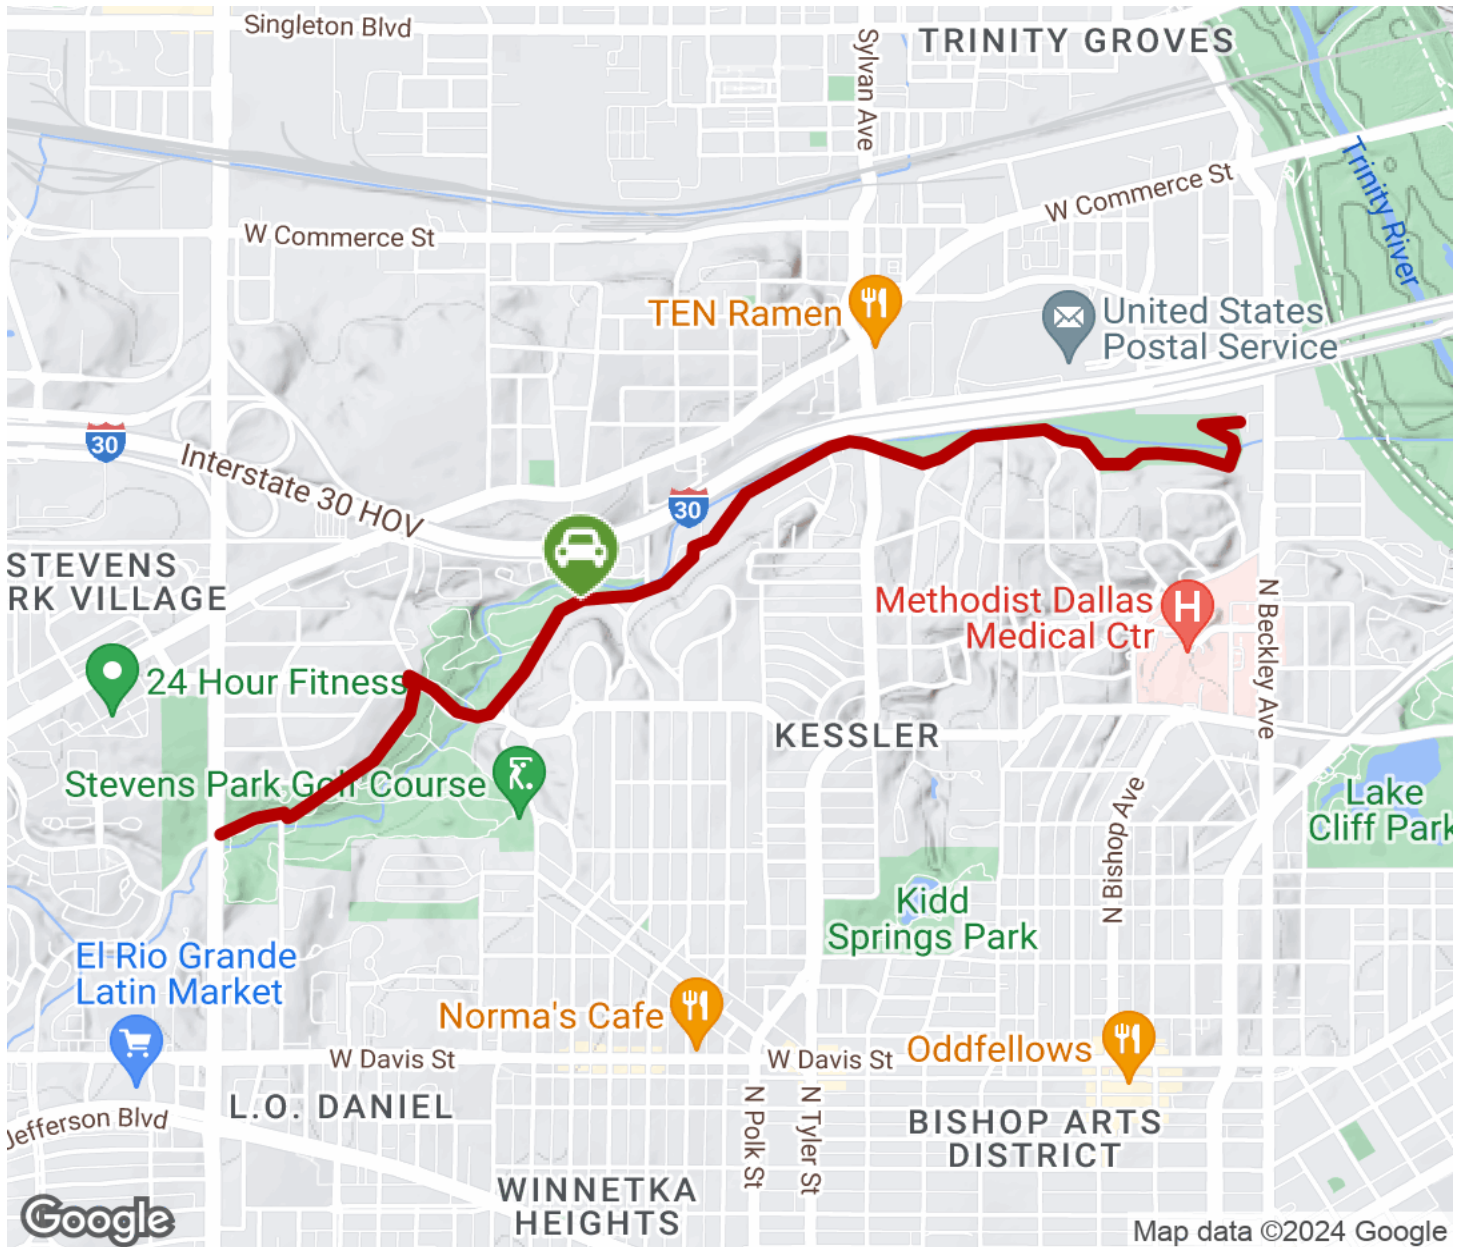 Singleton Blvd
Sylvan Ave
TRINITY GROVES
W Commerce St
Trinity River
W Commerce St
TEN Ramen
United States
Postal Service
30
Interstate 30 HOV
30
STEVENS
RK VILLAGE
Methodist Dallas
Medical Ctr
H
N Beckley Ave
24 Hour Fitness
KESSLER
Stevens Park Golf Course
N Bishop Ave
Lake
Cliff Park
Kidd
Springs Park
El Rio Grande
Latin Market
Norma's Cafe
W Davis St
W Davis St
Oddfellows
L.O. DANIEL
Jefferson Blvd
N Polk St
N Tyler St
BISHOP ARTS
DISTRICT
WINNETKA
HEIGHTS
Google
Map data ©2024 Google